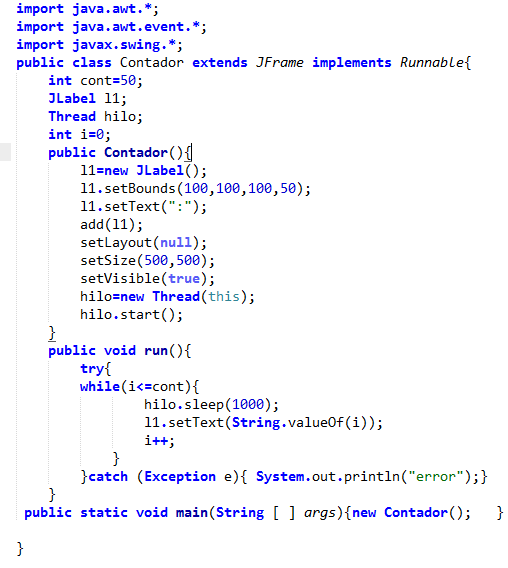 import java.awt.*;
import java.awt.event.*;
import javax.swing.*;
public class Contador extends JFrame implements Runnable{
    int cont=50;
    JLabel l1;
    Thread hilo;
    int i=0;
    public Contador(){
        l1=new JLabel();
        l1.setBounds(100,100,100,50);
        l1.setText(":");
        add(l1);
        setLayout(null);
        setSize(500,500);
        setVisible(true);
        hilo=new Thread(this);
        hilo.start();
    }
    public void run(){
        try{
        while(i<=cont){
                hilo.sleep(1000);
                l1.setText(String.valueOf(i));
                i++;
            }
        }catch (Exception e){ System.out.println("error");}
    }
 public static void main(String [ ] args){new Contador();   }
}